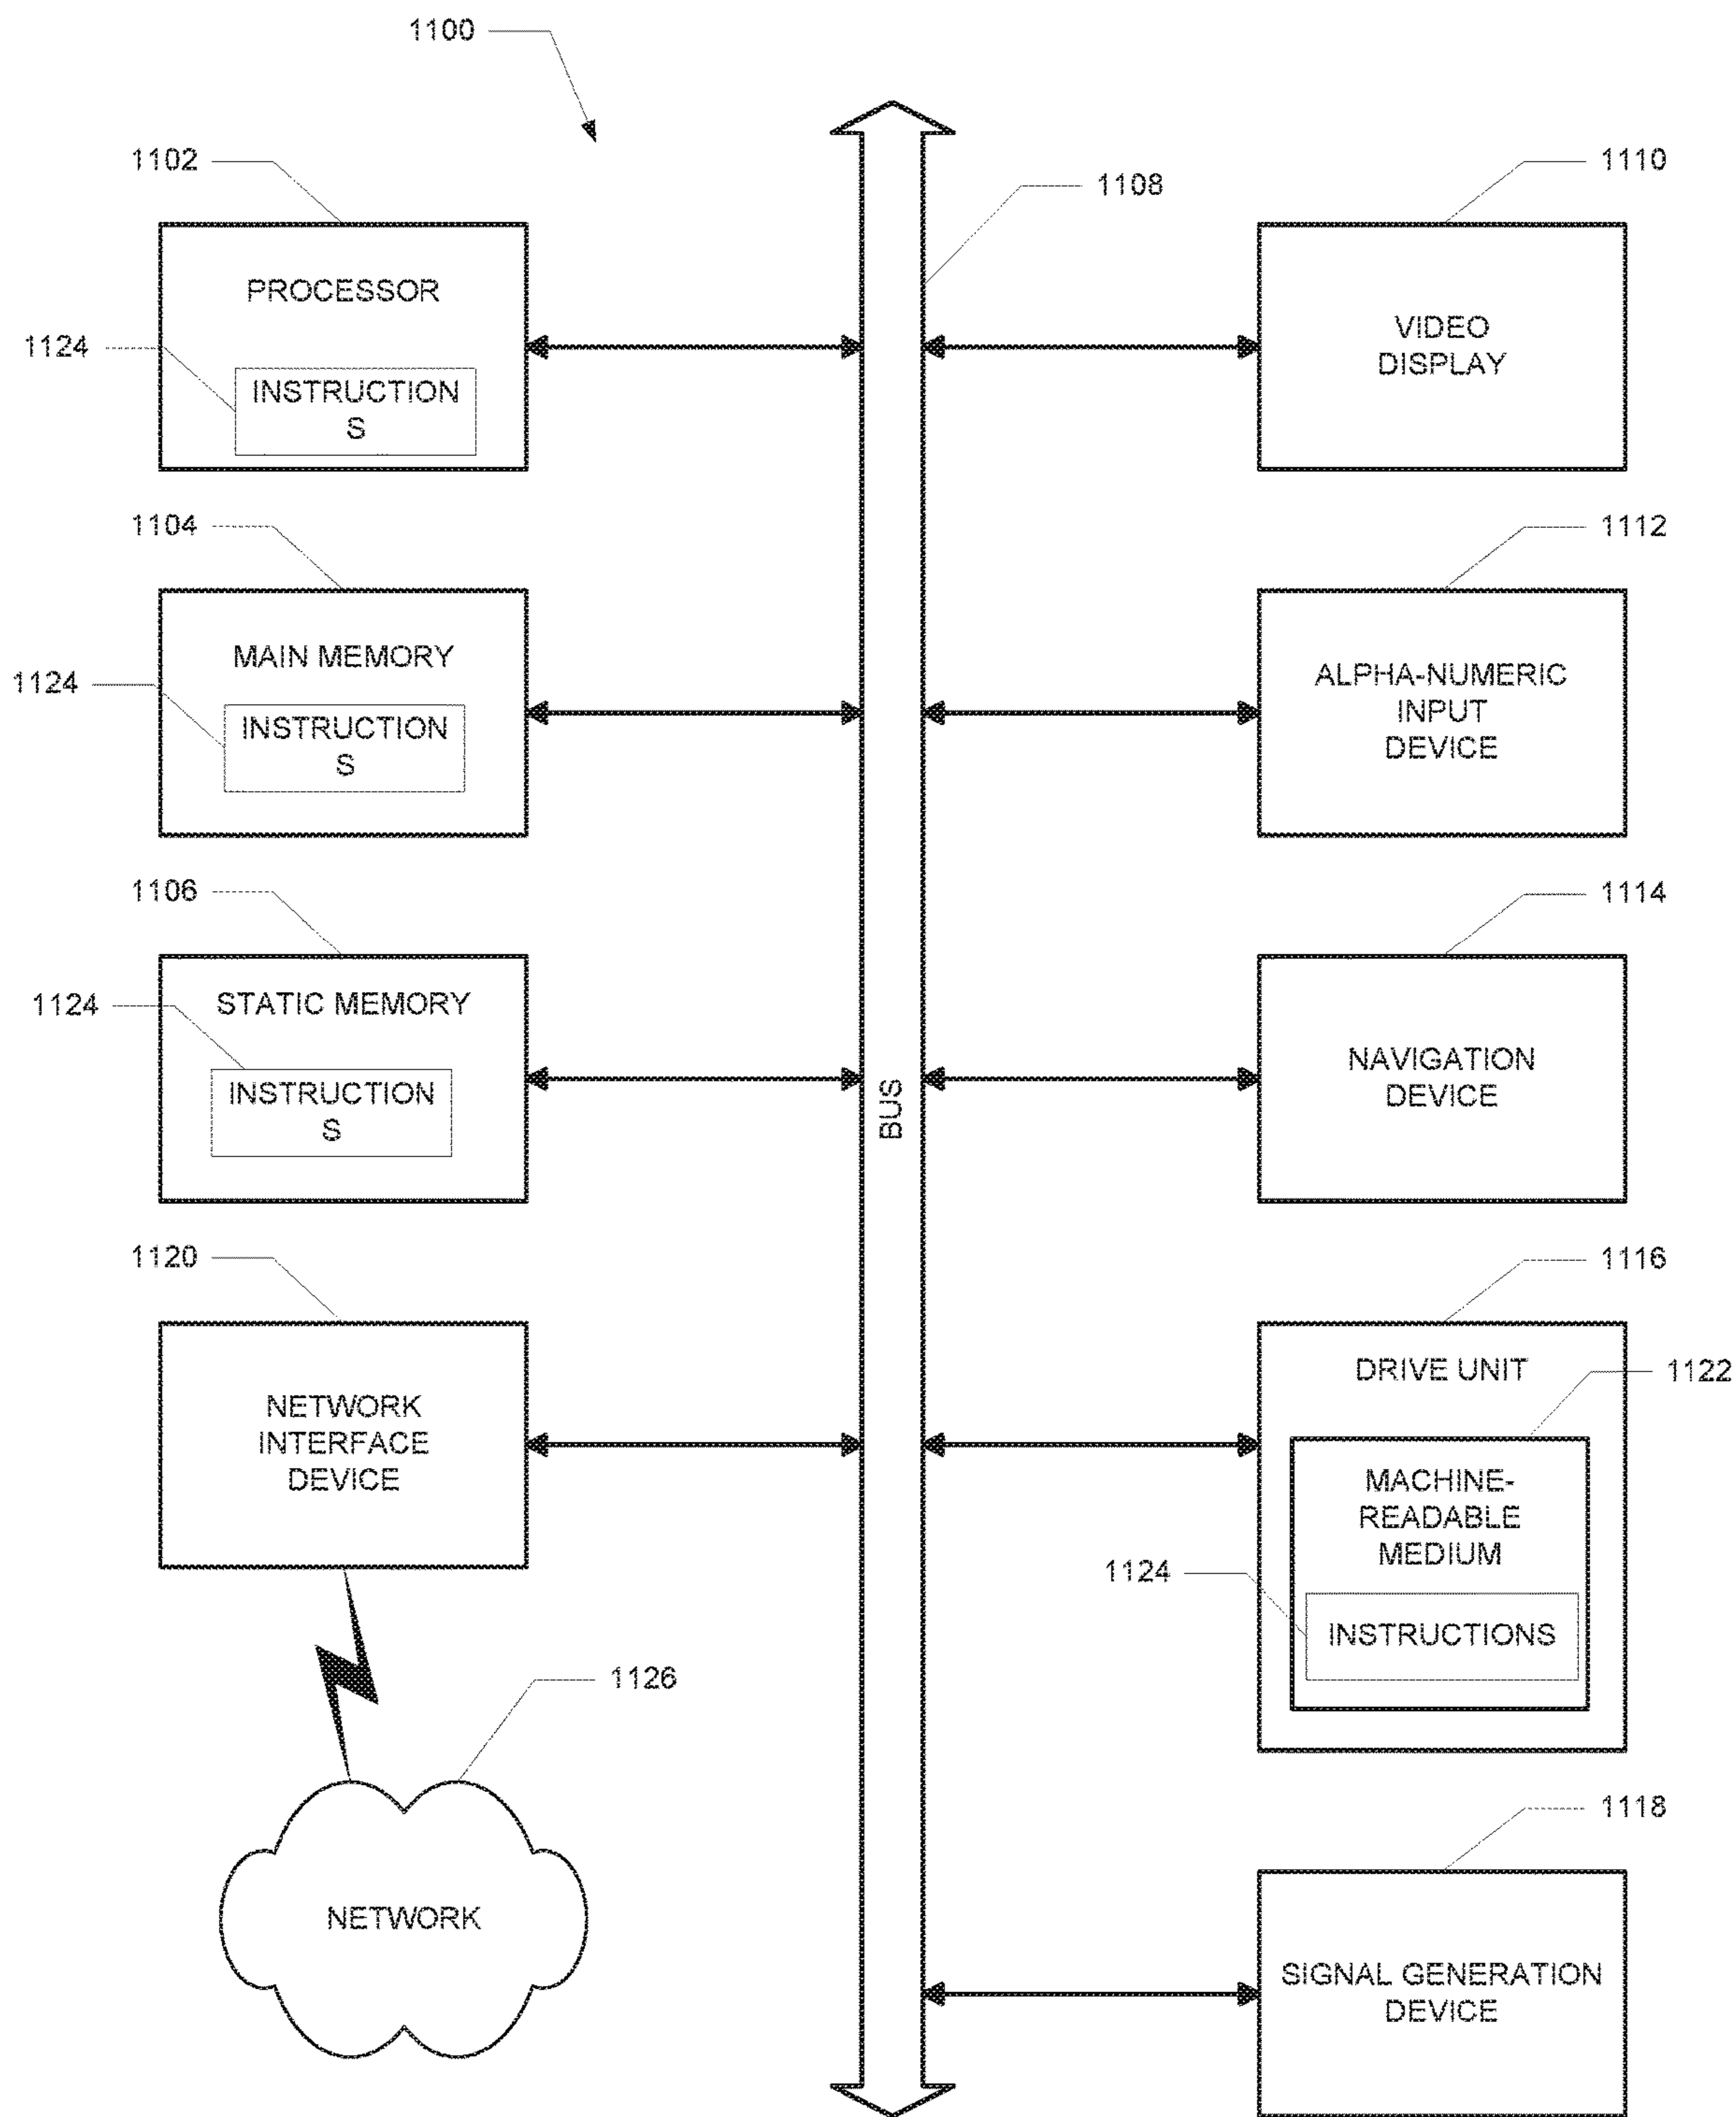 1100
1102
PROCESSOR
1124
INSTRUCTION
S
1104
MAIN MEMORY
1124
INSTRUCTION
S
1106
STATIC MEMORY
1124
INSTRUCTION
S
1120
NETWORK
INTERFACE
DEVICE
1126
NETWORK
1108
BUS
1110
VIDEO
DISPLAY
1112
ALPHA-NUMERIC
INPUT
DEVICE
1114
NAVIGATION
DEVICE
1116
DRIVE UNIT
1122
MACHINE-
READABLE
MEDIUM
1124
INSTRUCTIONS
1118
SIGNAL GENERATION
DEVICE